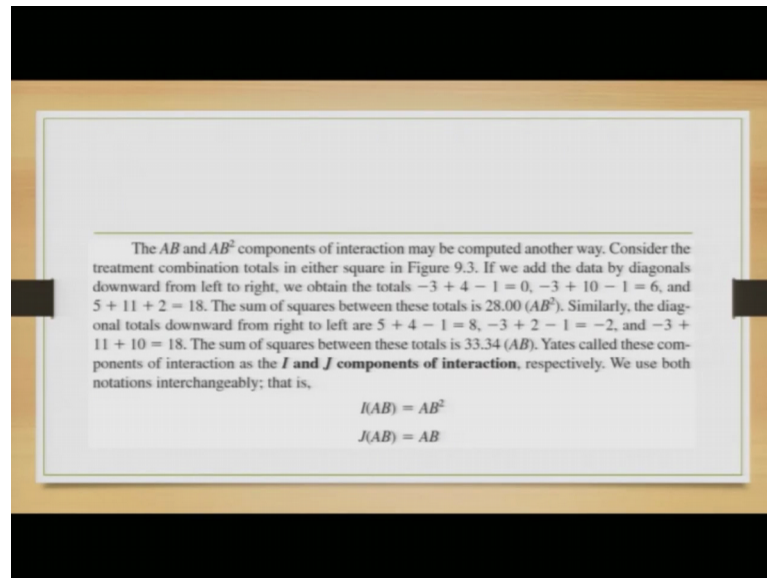 The AB and AB² components of interaction may be computed another way. Consider the
treatment combination totals in either square in Figure 9.3. If we add the data by diagonals
downward from left to right, we obtain the totals −3 + 4 − 1 = 0, −3 + 10 − 1 = 6, and
5 + 11 + 2 = 18. The sum of squares between these totals is 28.00 (AB²). Similarly, the diag-
onal totals downward from right to left are 5 + 4 − 1 = 8, −3 + 2 − 1 = −2, and −3 +
11 + 10 = 18. The sum of squares between these totals is 33.34 (AB). Yates called these com-
ponents of interaction as the I and J components of interaction, respectively. We use both
notations interchangeably; that is,
I(AB) = AB²
J(AB) = AB